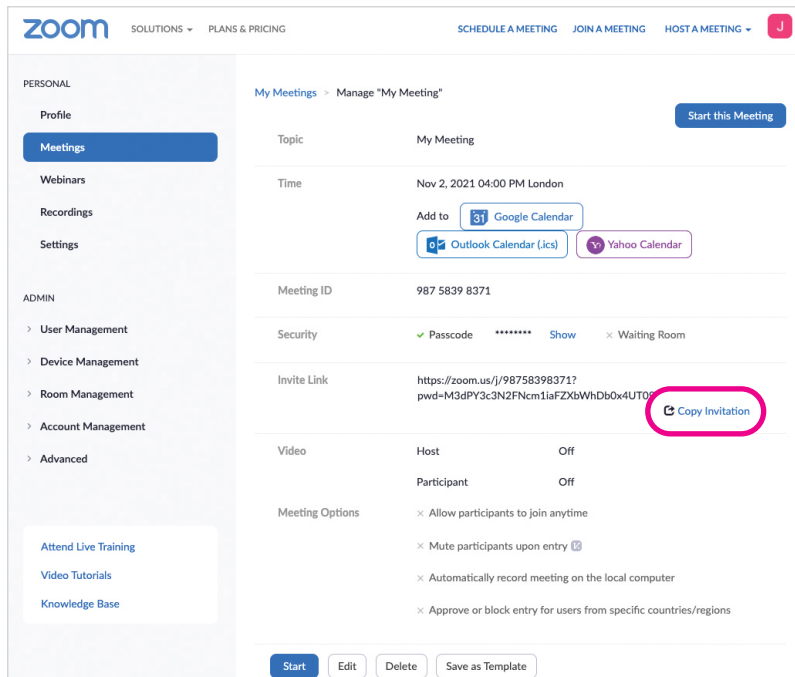 zoom SOLUTIONS PLANS & PRICING SCHEDULE A MEETING JOIN A MEETING HOST A MEETING J
PERSONAL
Profile
Meetings
Webinars
Recordings
Settings
ADMIN
User Management
Device Management
Room Management
Account Management
Advanced
Attend Live Training
Video Tutorials
Knowledge Base
My Meetings > Manage "My Meeting"
Start this Meeting
Topic My Meeting
Time Nov 2, 2021 04:00 PM London
Add to 31 Google Calendar
Outlook Calendar (.ics) Yahoo Calendar
Meeting ID 987 5839 8371
Security Passcode ******** Show Waiting Room
Invite Link https://zoom.us/j/98758398371?
pwd=M3dPY3c3N2FNcm1iaFZXbWhDb0x4UT09
Copy Invitation
Video Host Off
Participant Off
Meeting Options Allow participants to join anytime
Mute participants upon entry
Automatically record meeting on the local computer
Approve or block entry for users from specific countries/regions
Start Edit Delete Save as Template